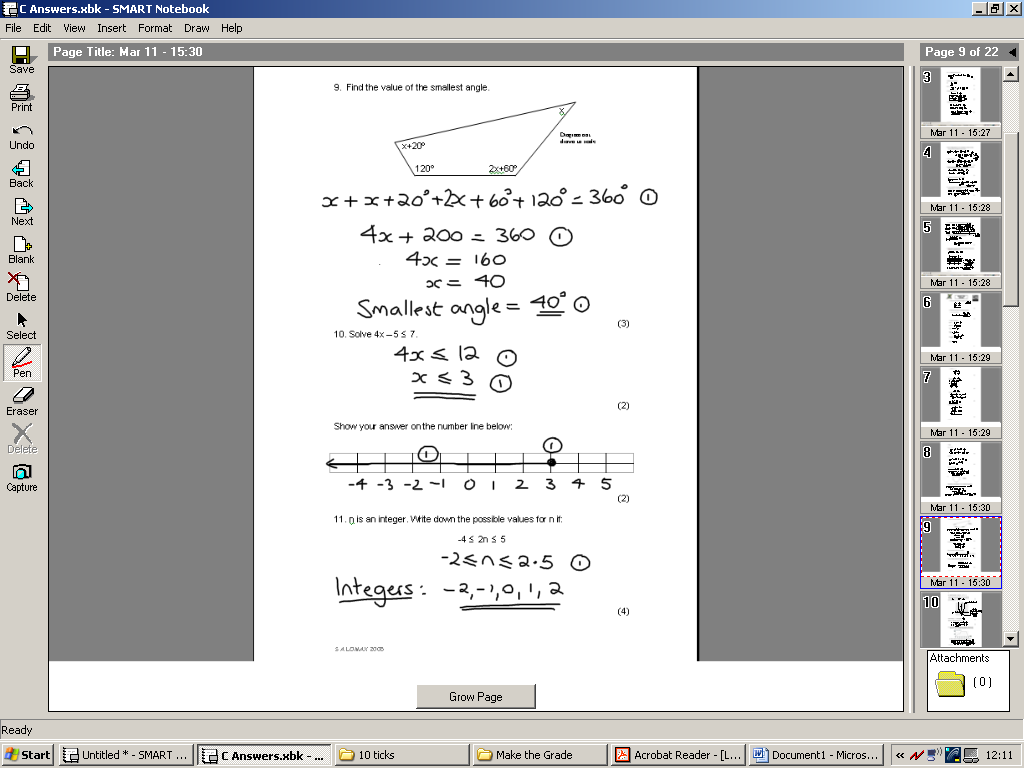 C Answers.xbk - SMART Notebook
File Edit View Insert Format Draw Help
Save
Print
Undo
Back
Next
Blank
Delete
Select
Pen
Eraser
Delete
Capture
Page Title: Mar 11 - 15:30
9. Find the value of the smallest angle.
x
x+20°
120°
2x+60°
x + x + 20° + 2x + 60° + 120° = 360° 1
4x + 200 = 360 1
4x = 160
x = 40
Smallest angle = 40° 1
(3)
10. Solve 4x – 5 ≤ 7.
4x ≤ 12 1
x ≤ 3 1
(2)
Show your answer on the number line below:
1 1
-4 -3 -2 -1 0 1 2 3 4 5
(2)
11. n is an integer. Write down the possible values for n if:
-4 ≤ 2n ≤ 5
-2 ≤ n ≤ 2·5 1
Integers: -2, -1, 0, 1, 2
(4)
S A LOMAX 2005
Grow Page
Page 9 of 22
3
Mar 11 - 15:27
4
Mar 11 - 15:28
5
Mar 11 - 15:28
6
Mar 11 - 15:29
7
Mar 11 - 15:29
8
Mar 11 - 15:30
9
Mar 11 - 15:30
10
Attachments
(0)
Ready
Start Untitled * - SMART ... C Answers.xbk - ... 10 ticks Make the Grade Acrobat Reader - [L... Document1 - Micros... « 12:11